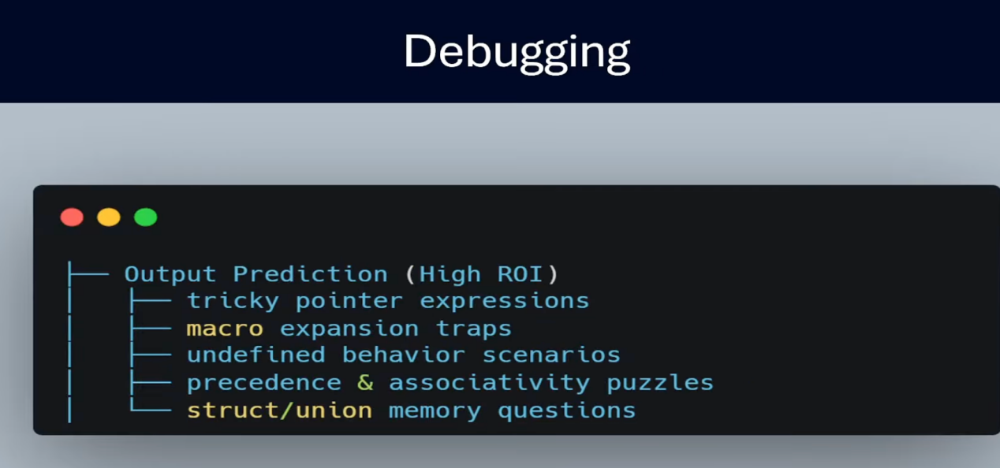 Debugging
├── Output Prediction (High ROI)
│   ├── tricky pointer expressions
│   ├── macro expansion traps
│   ├── undefined behavior scenarios
│   ├── precedence & associativity puzzles
│   └── struct/union memory questions